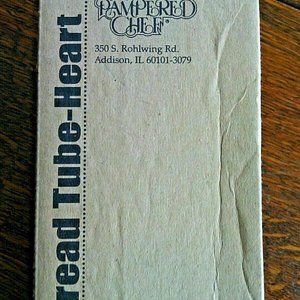 PAMPERED
CHEF®
350 S. Rohlwing Rd.
Addison, IL 60101-3079
read Tube-Heart